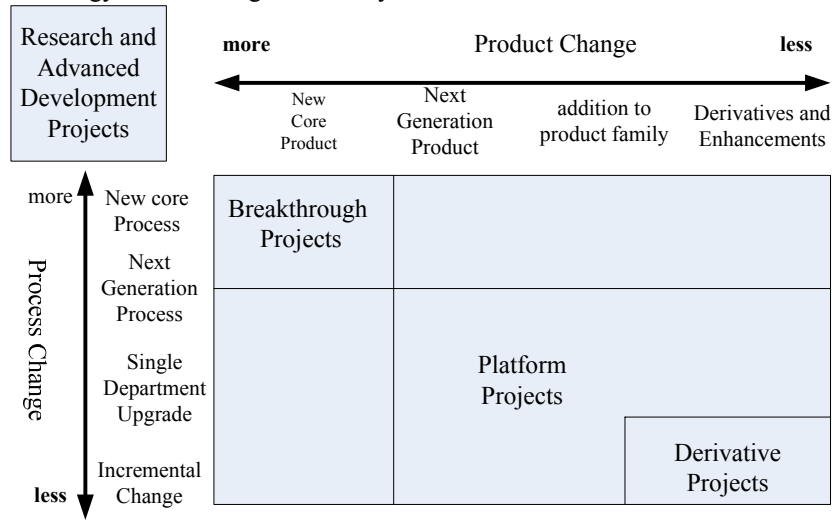 Research and
Advanced
Development
Projects
more
Product Change
less
New
Core
Product
Next
Generation
Product
addition to
product family
Derivatives and
Enhancements
more
Process Change
less
New core
Process
Next
Generation
Process
Single
Department
Upgrade
Incremental
Change
Breakthrough
Projects
Platform
Projects
Derivative
Projects